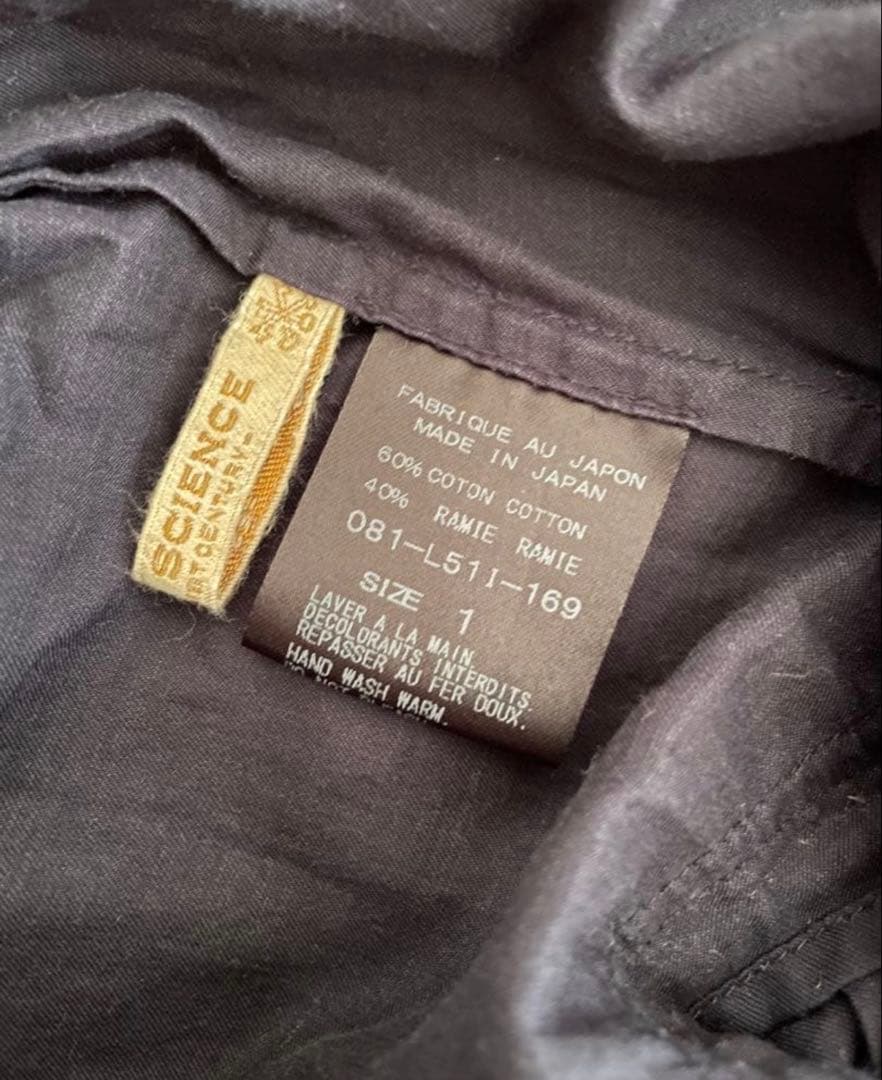 SCIENCE
FABRIQUE AU JAPON
MADE IN JAPAN
60% COTON COTTON
40% RAMIE RAMIE
081-L51I-169
SIZE 1
LAVER A LA MAIN.
DECOLORANTS INTERDITS.
REPASSER AU FER DOUX.
HAND WASH WARM.